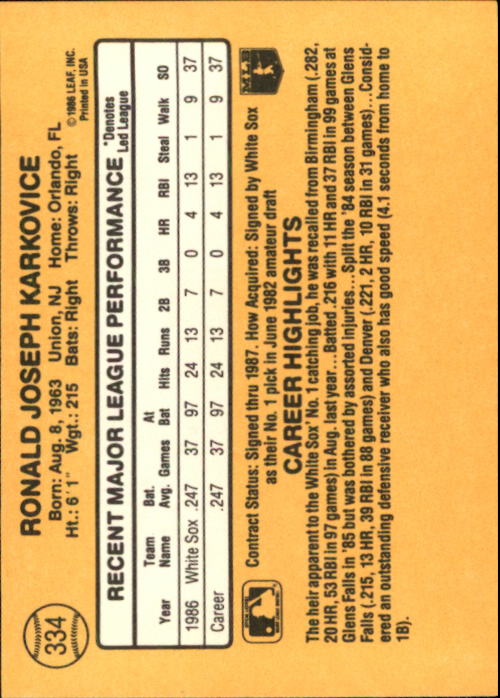 334
RONALD JOSEPH KARKOVICE
Born: Aug. 8, 1963 Union, NJ Home: Orlando, FL
Ht.: 6'1" Wgt.: 215 Bats: Right Throws: Right
© 1986 LEAF, INC.
Printed in USA
RECENT MAJOR LEAGUE PERFORMANCE
*Denotes
Led League
Year Team Name Bat. Avg. Games At Bat Hits Runs 2B 3B HR RBI Steal Walk SO
1986 White Sox .247 37 97 24 13 7 0 4 13 1 9 37
Career .247 37 97 24 13 7 0 4 13 1 9 37
Contract Status: Signed thru 1987. How Acquired: Signed by White Sox
as their No. 1 pick in June 1982 amateur draft
MLB
CAREER HIGHLIGHTS
The heir apparent to the White Sox' No. 1 catching job, he was recalled from Birmingham (.282,
20 HR, 53 RBI in 97 games) in Aug. last year...Batted .216 with 11 HR and 37 RBI in 99 games at
Glens Falls in '85 but was bothered by assorted injuries...Split the '84 season between Glens
Falls (.215, 13 HR, 39 RBI in 88 games) and Denver (.221, 2 HR, 10 RBI in 31 games)...Consid-
ered an outstanding defensive receiver who also has good speed (4.1 seconds from home to
1B).